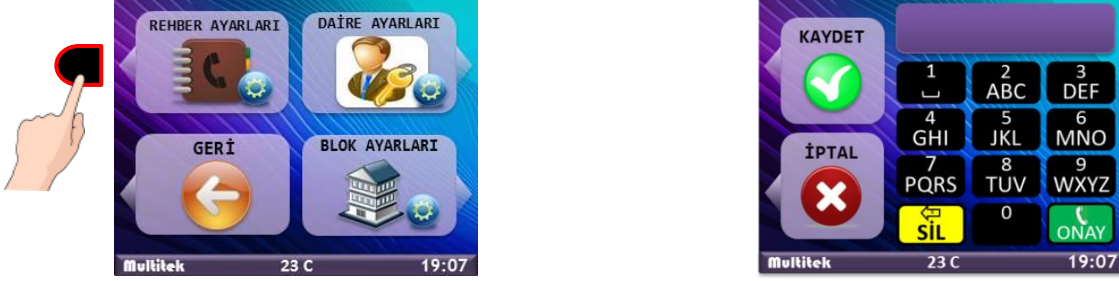 REHBER AYARLARI
DAİRE AYARLARI
GERİ
BLOK AYARLARI
Multitek 23 C 19:07
KAYDET
İPTAL
1
2 ABC
3 DEF
4 GHI
5 JKL
6 MNO
7 PQRS
8 TUV
9 WXYZ
SİL
0
ONAY
Multitek 23 C 19:07